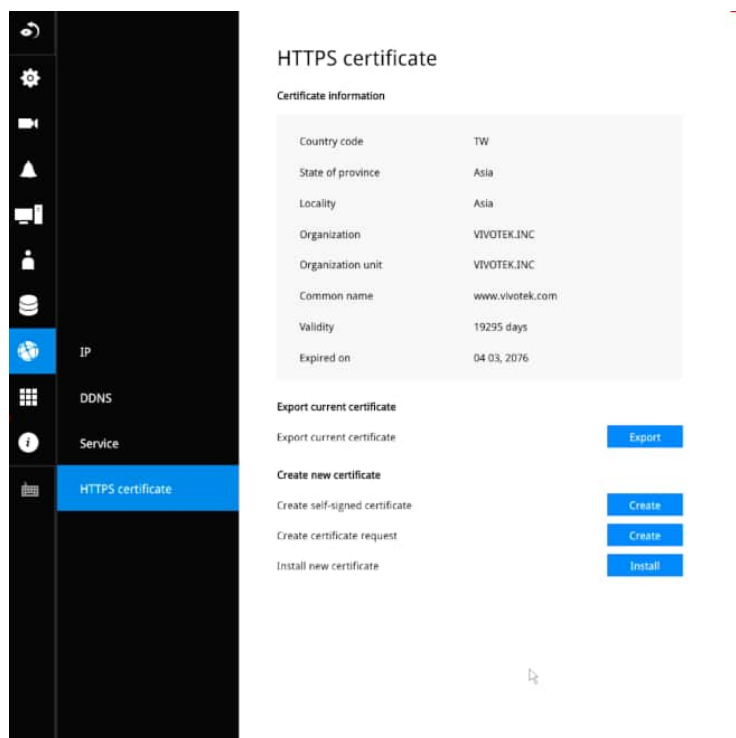 HTTPS certificate
Certificate information
Country code TW
State of province Asia
Locality Asia
Organization VIVOTEK.INC
Organization unit VIVOTEK.INC
Common name www.vivotek.com
Validity 19295 days
Expired on 04 03, 2076
IP
DDNS
Service
HTTPS certificate
Export current certificate
Export current certificate Export
Create new certificate
Create self-signed certificate Create
Create certificate request Create
Install new certificate Install